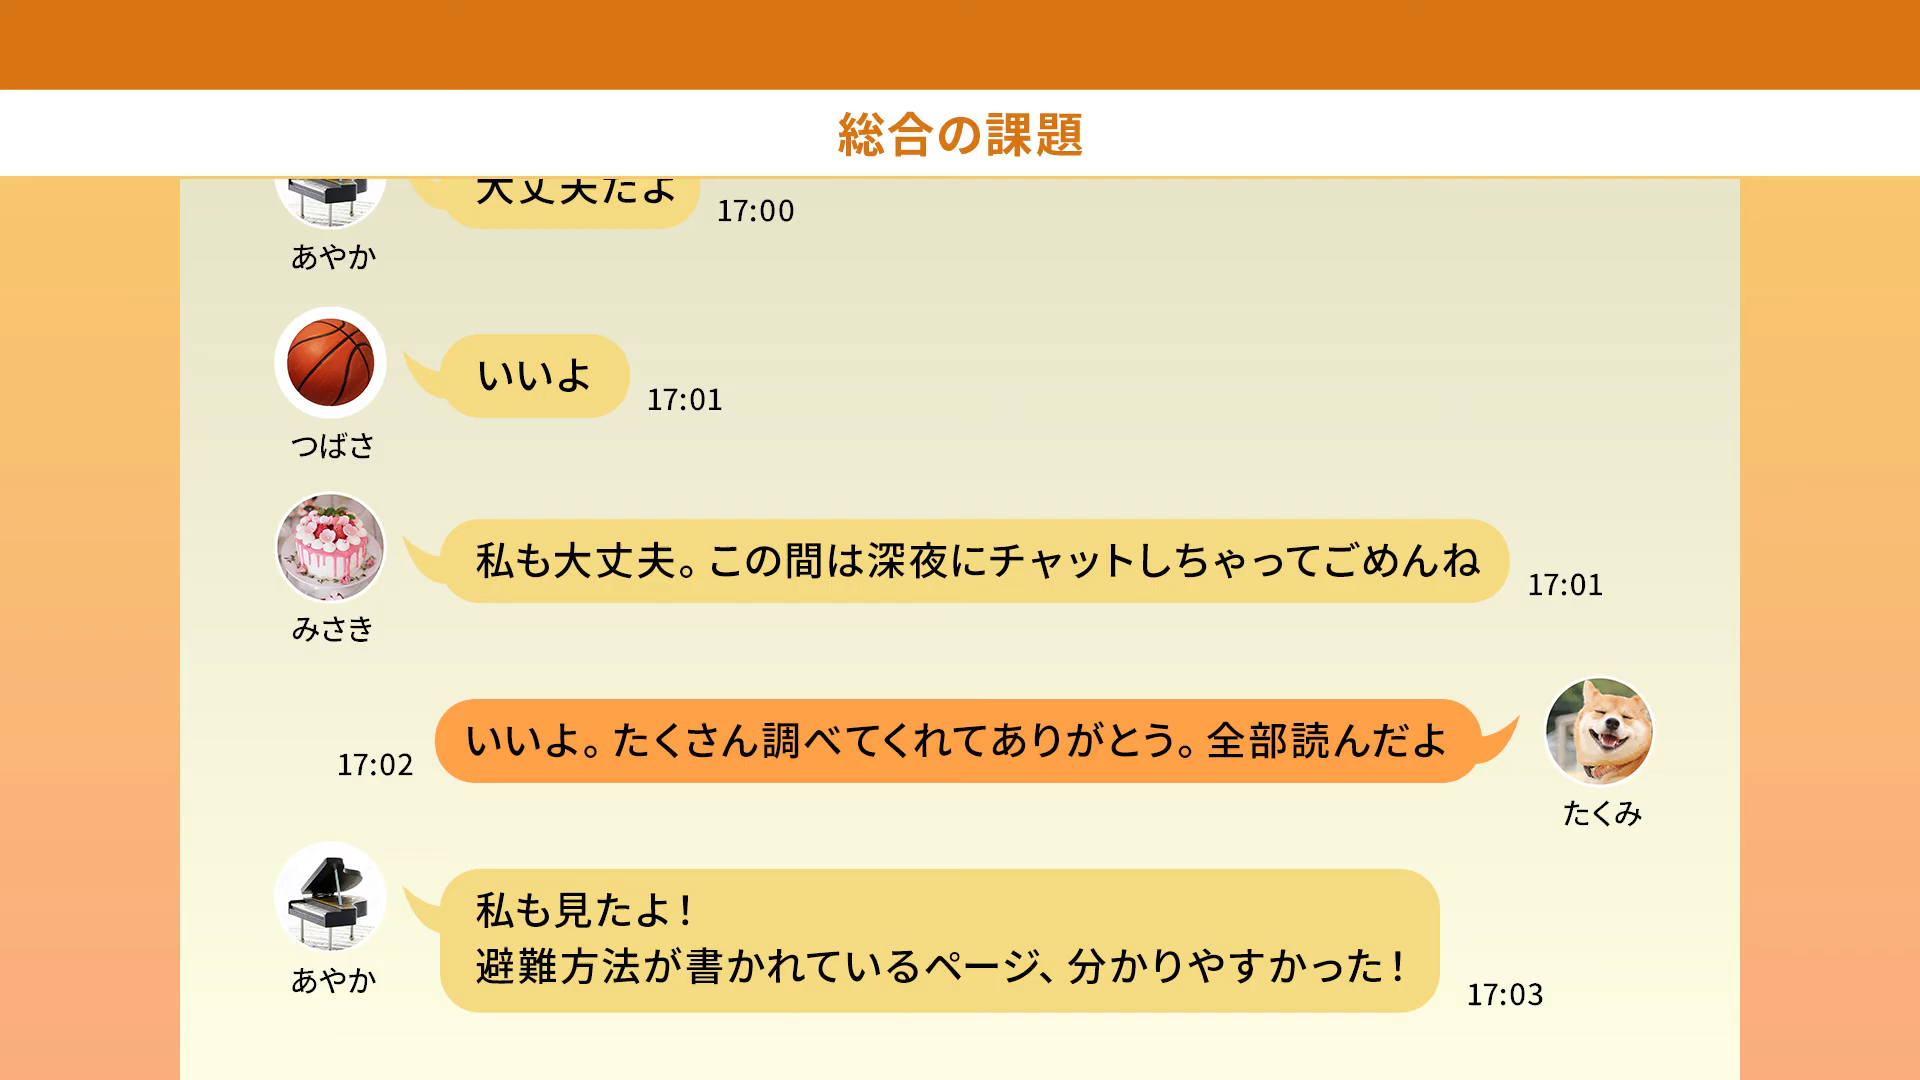 総合の課題
大丈夫だよ
17:00
あやか
いいよ
17:01
つばさ
私も大丈夫。この間は深夜にチャットしちゃってごめんね
17:01
みさき
いいよ。たくさん調べてくれてありがとう。全部読んだよ
17:02
たくみ
私も見たよ!
避難方法が書かれているページ、分かりやすかった!
17:03
あやか